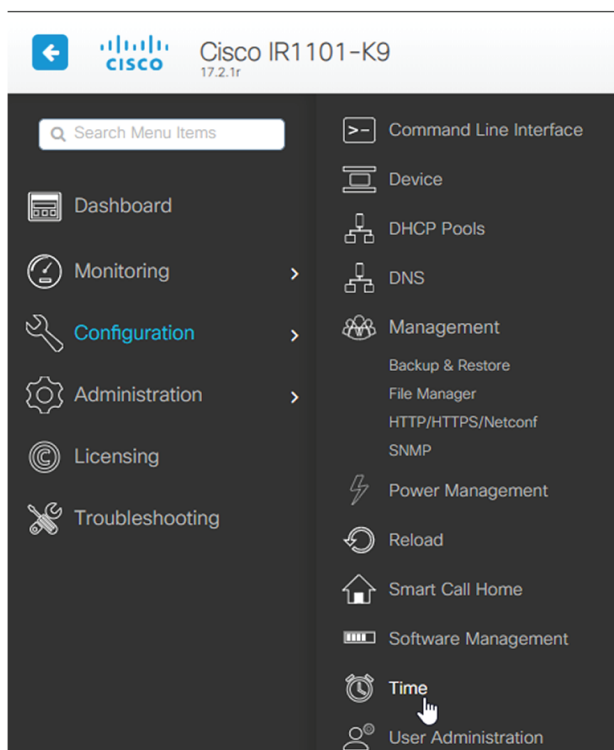 CISCO
Cisco IR1101-K9
17.2.1r
Search Menu Items
Dashboard
Monitoring
Configuration
Administration
Licensing
Troubleshooting
Command Line Interface
Device
DHCP Pools
DNS
Management
Backup & Restore
File Manager
HTTP/HTTPS/Netconf
SNMP
Power Management
Reload
Smart Call Home
Software Management
Time
User Administration